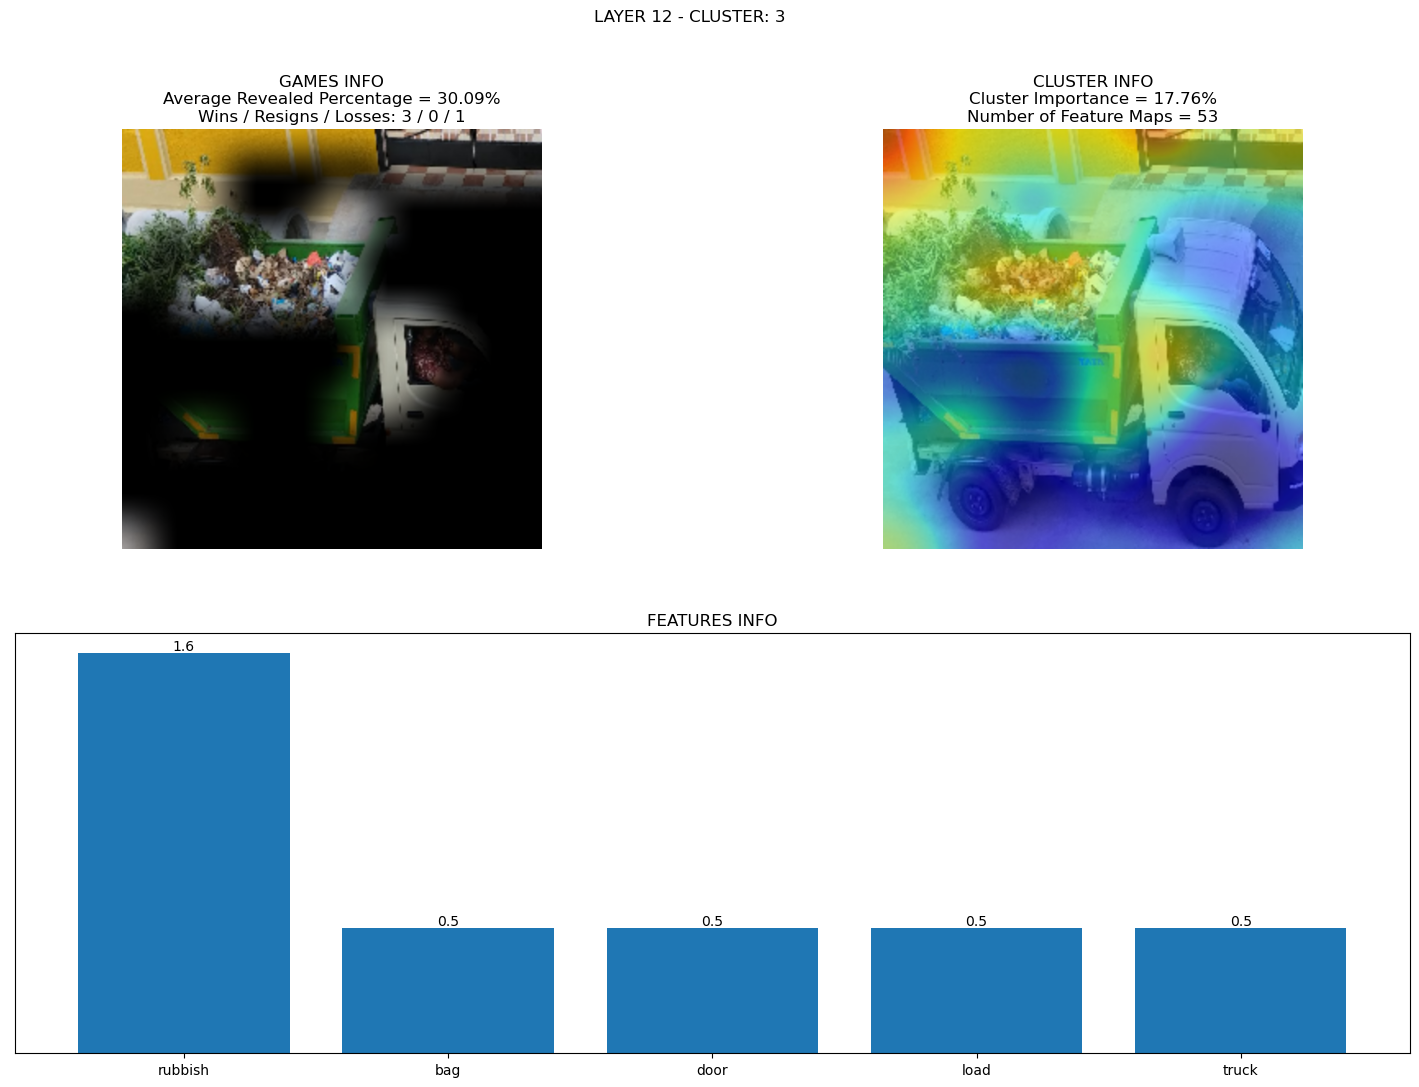 LAYER 12 - CLUSTER: 3
GAMES INFO
Average Revealed Percentage = 30.09%
Wins / Resigns / Losses: 3 / 0 / 1
CLUSTER INFO
Cluster Importance = 17.76%
Number of Feature Maps = 53
FEATURES INFO
1.6
0.5
0.5
0.5
0.5
rubbish
bag
door
load
truck